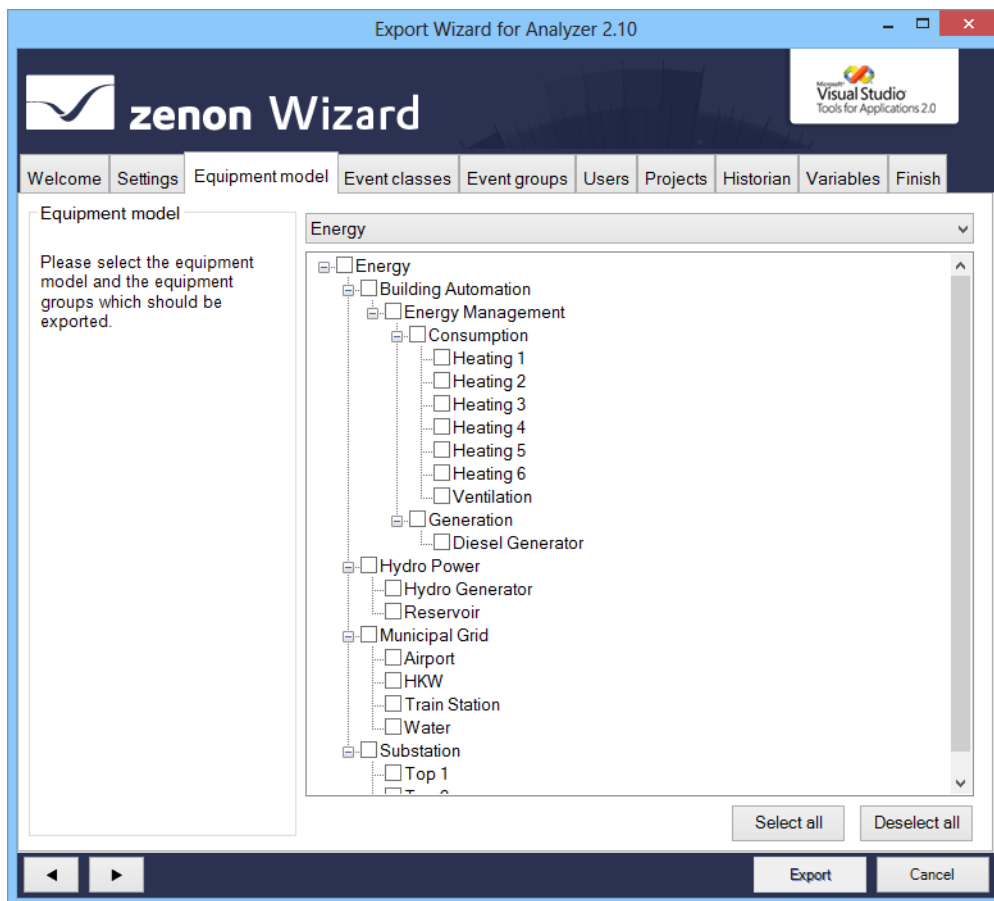 Export Wizard for Analyzer 2.10
zenon Wizard
Microsoft
Visual Studio
Tools for Applications 2.0
Welcome Settings Equipment model Event classes Event groups Users Projects Historian Variables Finish
Equipment model
Please select the equipment
model and the equipment
groups which should be
exported.
Energy
Energy
Building Automation
Energy Management
Consumption
Heating 1
Heating 2
Heating 3
Heating 4
Heating 5
Heating 6
Ventilation
Generation
Diesel Generator
Hydro Power
Hydro Generator
Reservoir
Municipal Grid
Airport
HKW
Train Station
Water
Substation
Top 1
Select all Deselect all
Export Cancel